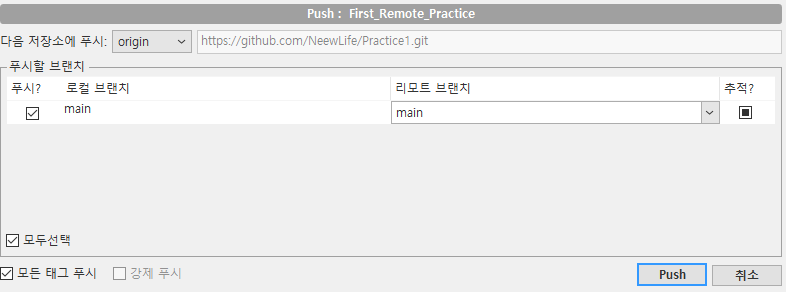 Push : First_Remote_Practice
다음 저장소에 푸시: origin https://github.com/NeewLife/Practice1.git
푸시할 브랜치
푸시? 로컬 브랜치 리모트 브랜치 추적?
main main
모두선택
모든 태그 푸시 강제 푸시 Push 취소